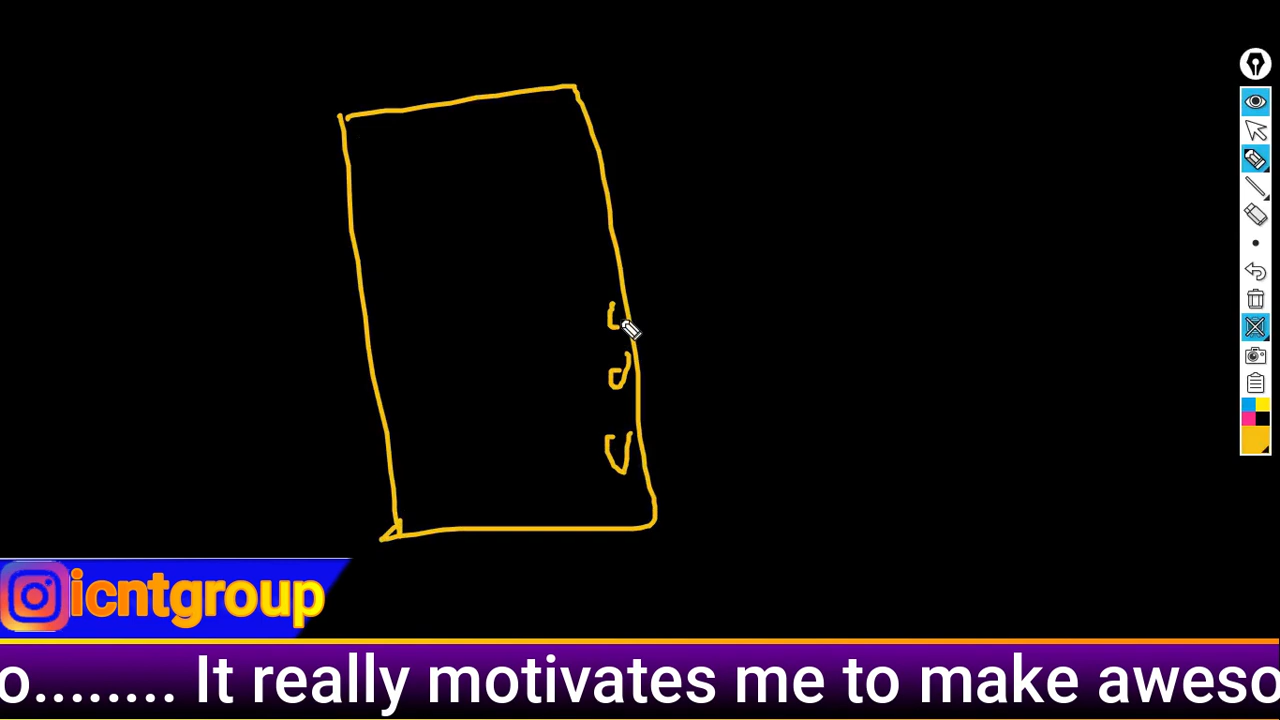 icntgroup
o........ It really motivates me to make aweso